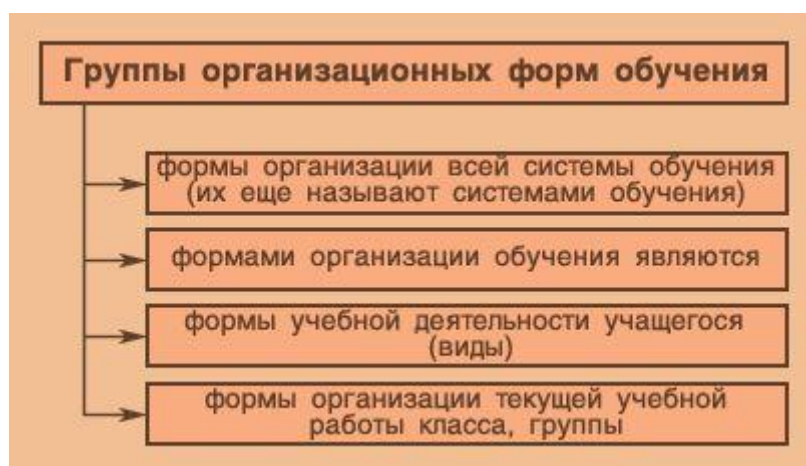 Группы организационных форм обучения
формы организации всей системы обучения
(их еще называют системами обучения)
формами организации обучения являются
формы учебной деятельности учащегося
(виды)
формы организации текущей учебной
работы класса, группы